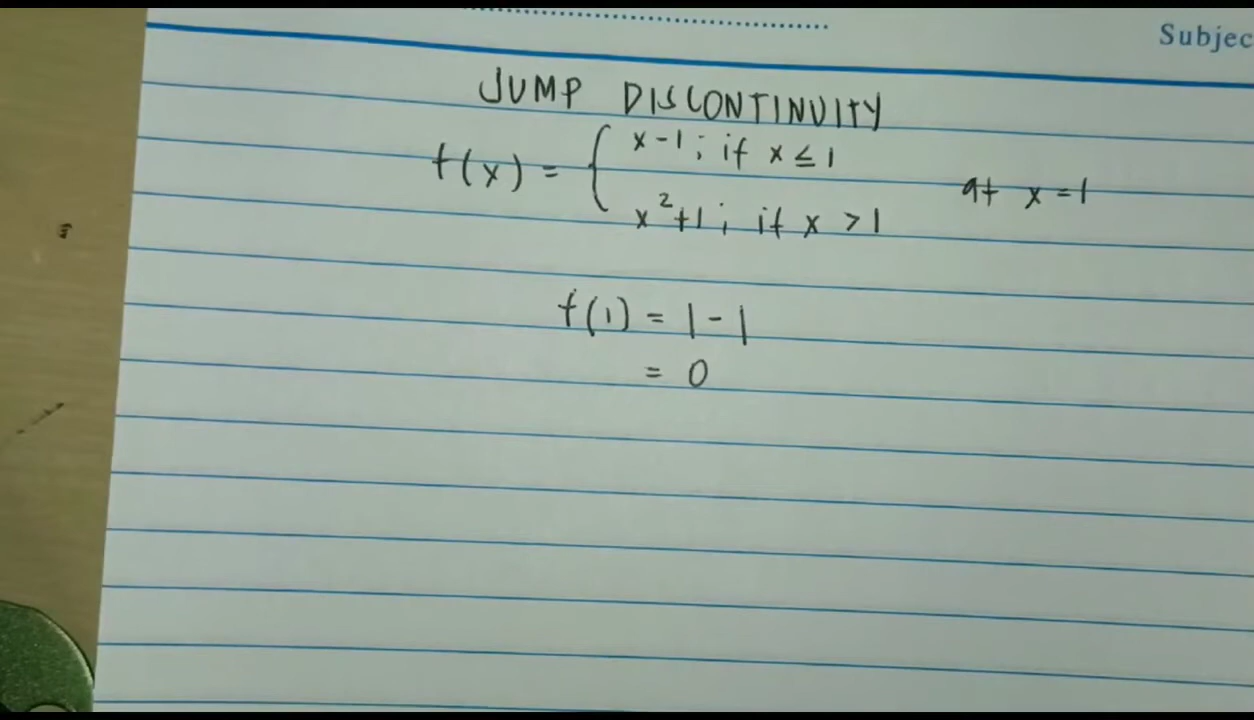 Subjec
JUMP DISCONTINUITY
f(x) = { x-1; if x ≤ 1
x²+1; if x > 1
at x=1
f(1) = 1-1
= 0